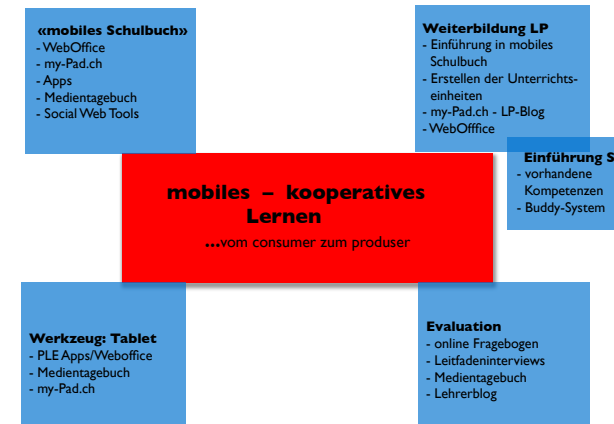 «mobiles Schulbuch»
- WebOffice
- my-Pad.ch
- Apps
- Medientagebuch
- Social Web Tools
Weiterbildung LP
- Einführung in mobiles
Schulbuch
- Erstellen der Unterrichts-
einheiten
- my-Pad.ch - LP-Blog
- WebOfffice
Einführung S
- vorhandene
Kompetenzen
- Buddy-System
mobiles – kooperatives
Lernen
...vom consumer zum produser
Werkzeug: Tablet
- PLE Apps/Weboffice
- Medientagebuch
- my-Pad.ch
Evaluation
- online Fragebogen
- Leitfadeninterviews
- Medientagebuch
- Lehrerblog